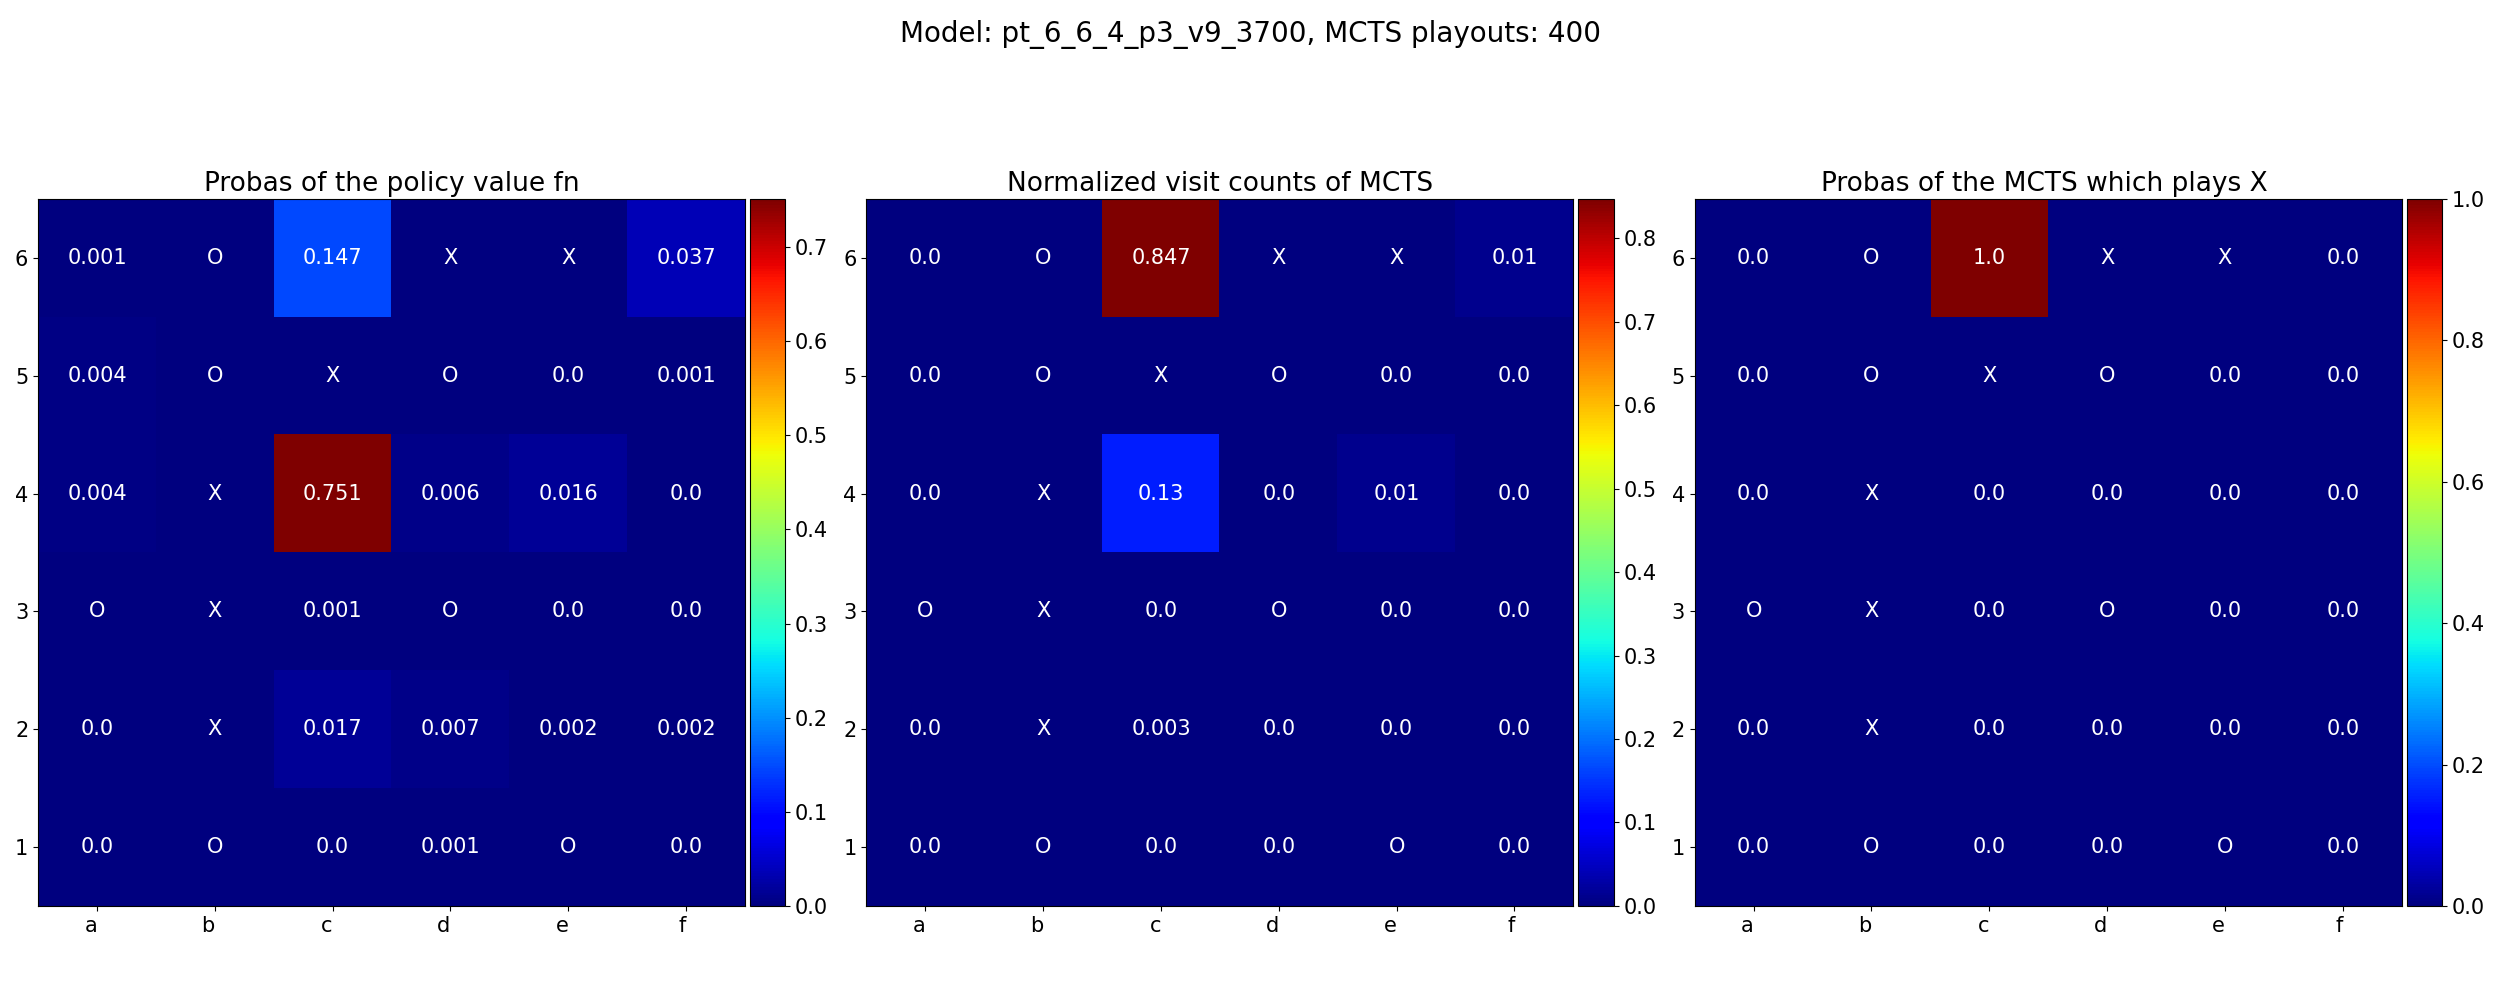 Model: pt_6_6_4_p3_v9_3700, MCTS playouts: 400
Probas of the policy value fn
6 0.001 O 0.147 X X 0.037
5 0.004 O X O 0.0 0.001
4 0.004 X 0.751 0.006 0.016 0.0
3 O X 0.001 O 0.0 0.0
2 0.0 X 0.017 0.007 0.002 0.002
1 0.0 O 0.0 0.001 O 0.0
a b c d e f
0.7
0.6
0.5
0.4
0.3
0.2
0.1
0.0
Normalized visit counts of MCTS
6 0.0 O 0.847 X X 0.01
5 0.0 O X O 0.0 0.0
4 0.0 X 0.13 0.0 0.01 0.0
3 O X 0.0 O 0.0 0.0
2 0.0 X 0.003 0.0 0.0 0.0
1 0.0 O 0.0 0.0 O 0.0
a b c d e f
0.8
0.7
0.6
0.5
0.4
0.3
0.2
0.1
0.0
Probas of the MCTS which plays X
6 0.0 O 1.0 X X 0.0
5 0.0 O X O 0.0 0.0
4 0.0 X 0.0 0.0 0.0 0.0
3 O X 0.0 O 0.0 0.0
2 0.0 X 0.0 0.0 0.0 0.0
1 0.0 O 0.0 0.0 O 0.0
a b c d e f
1.0
0.8
0.6
0.4
0.2
0.0